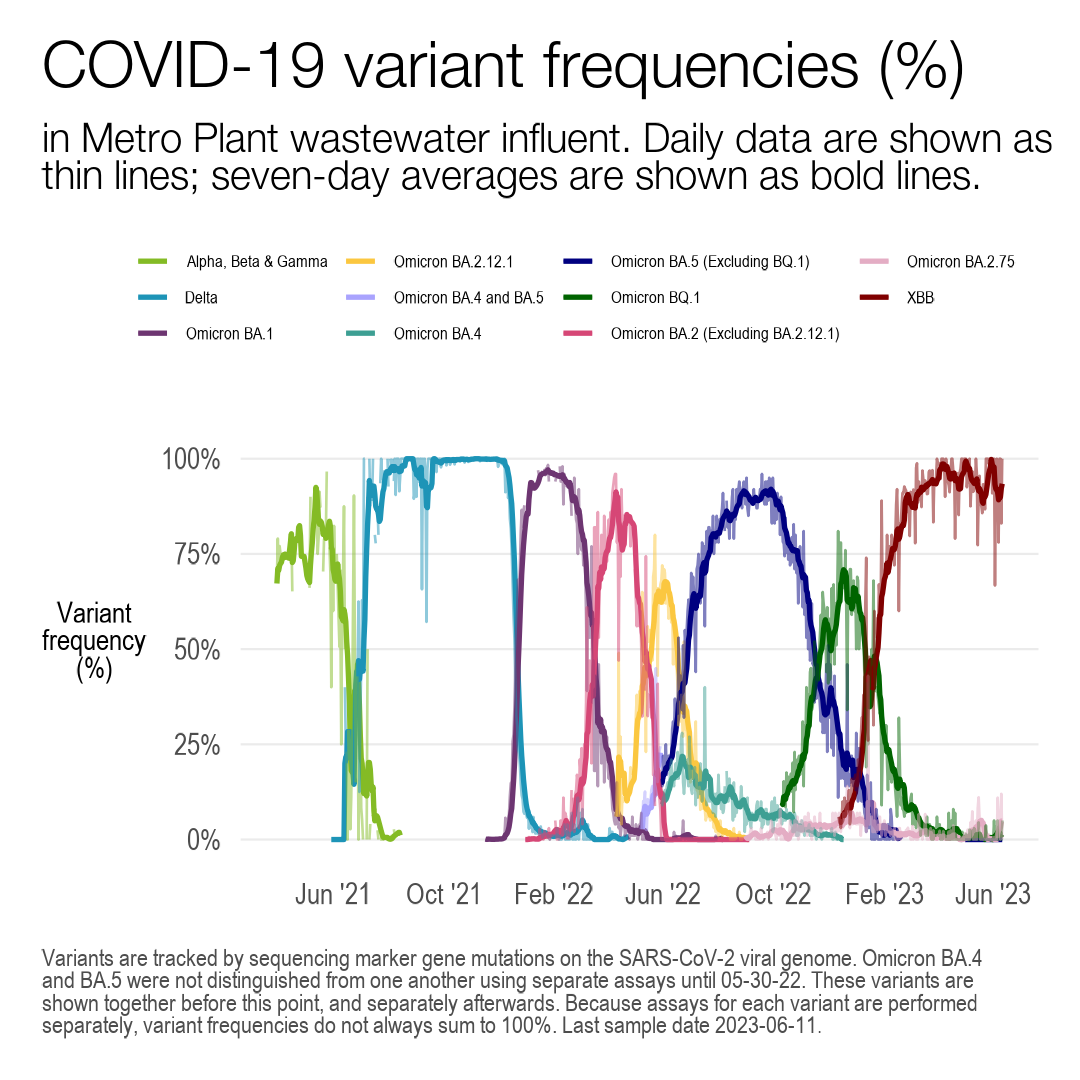 COVID-19 variant frequencies (%)
in Metro Plant wastewater influent. Daily data are shown as
thin lines; seven-day averages are shown as bold lines.
Alpha, Beta & Gamma
Omicron BA.2.12.1
Omicron BA.5 (Excluding BQ.1)
Omicron BA.2.75
Delta
Omicron BA.4 and BA.5
Omicron BQ.1
XBB
Omicron BA.1
Omicron BA.4
Omicron BA.2 (Excluding BA.2.12.1)
100%
75%
Variant
frequency
(%)
50%
25%
0%
Jun '21
Oct '21
Feb '22
Jun '22
Oct '22
Feb '23
Jun '23
Variants are tracked by sequencing marker gene mutations on the SARS-CoV-2 viral genome. Omicron BA.4
and BA.5 were not distinguished from one another using separate assays until 05-30-22. These variants are
shown together before this point, and separately afterwards. Because assays for each variant are performed
separately, variant frequencies do not always sum to 100%. Last sample date 2023-06-11.